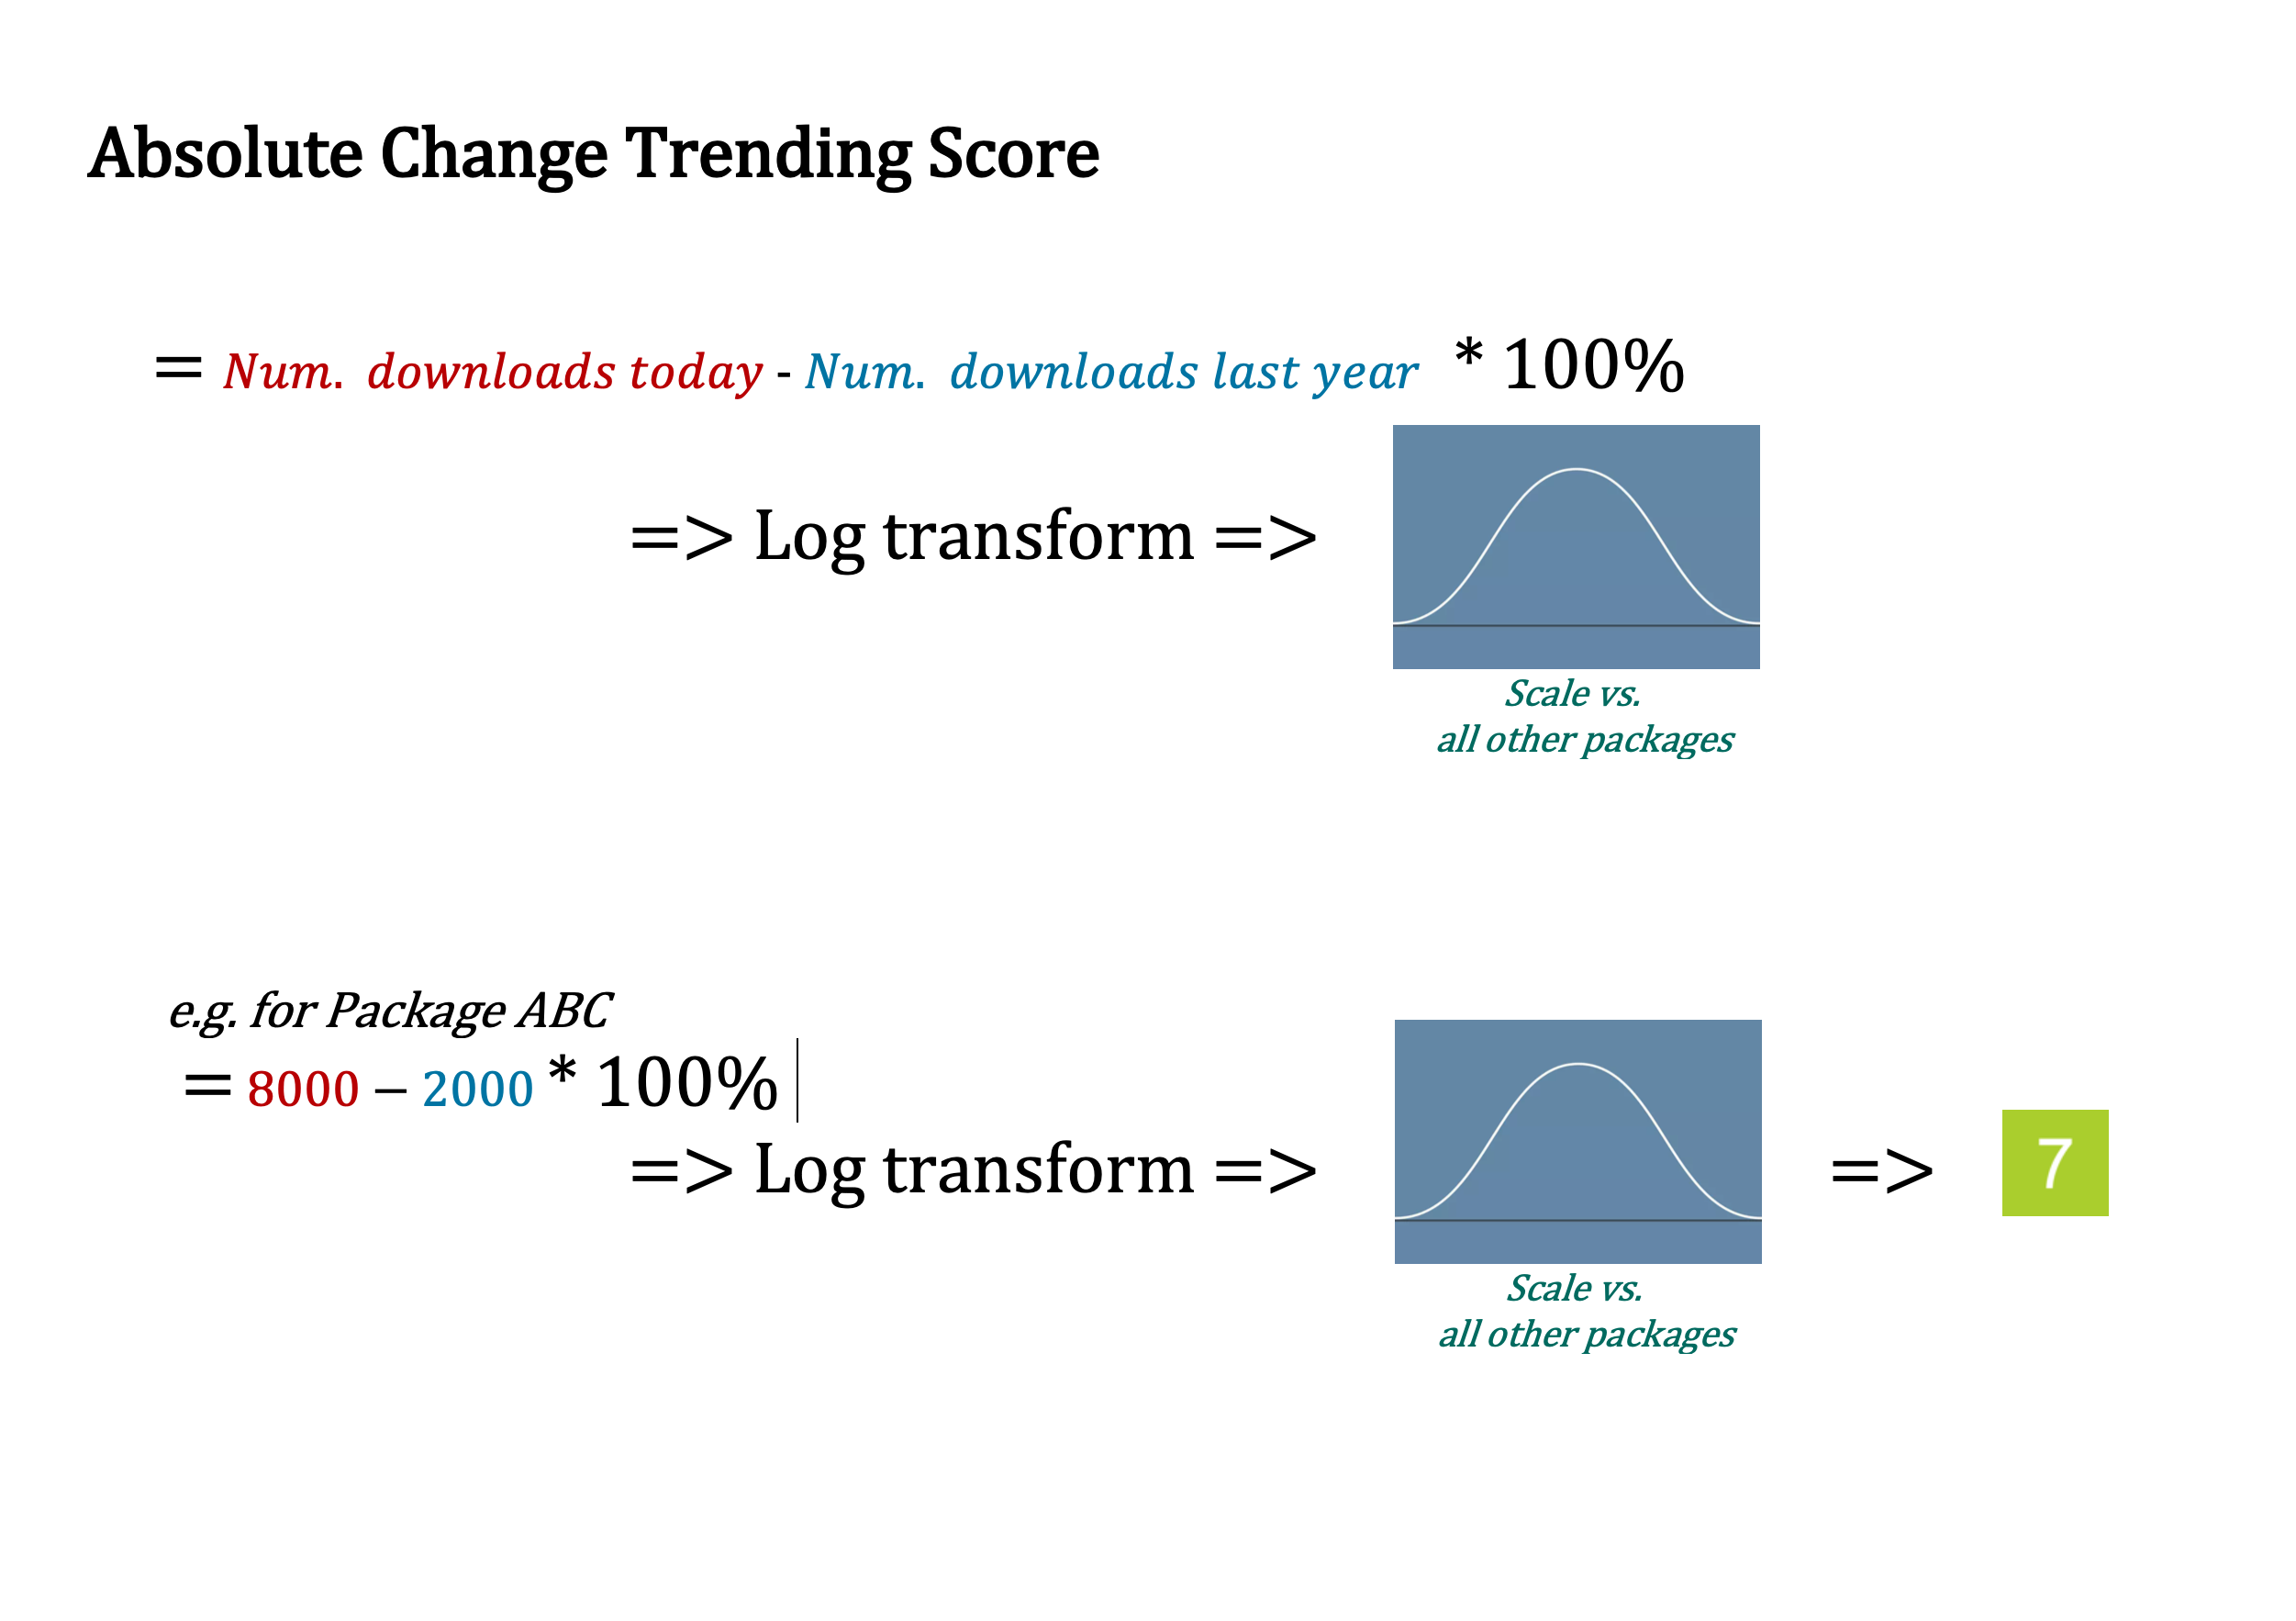 Absolute Change Trending Score
= Num. downloads today - Num. downloads last year * 100%
=> Log transform =>
Scale vs.
all other packages
e.g. for Package ABC
= 8000 – 2000 * 100%
=> Log transform => => 7
Scale vs.
all other packages